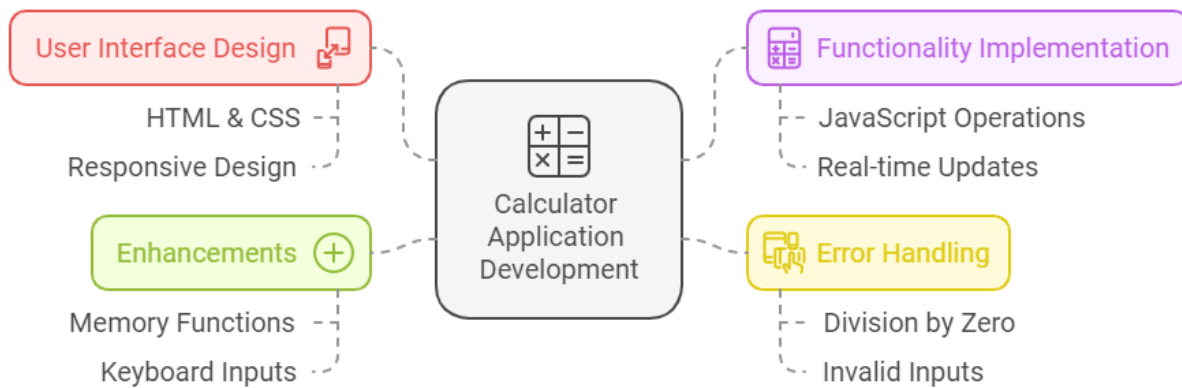 User Interface Design
HTML & CSS
Responsive Design
Enhancements
Memory Functions
Keyboard Inputs
Calculator
Application
Development
Functionality Implementation
JavaScript Operations
Real-time Updates
Error Handling
Division by Zero
Invalid Inputs